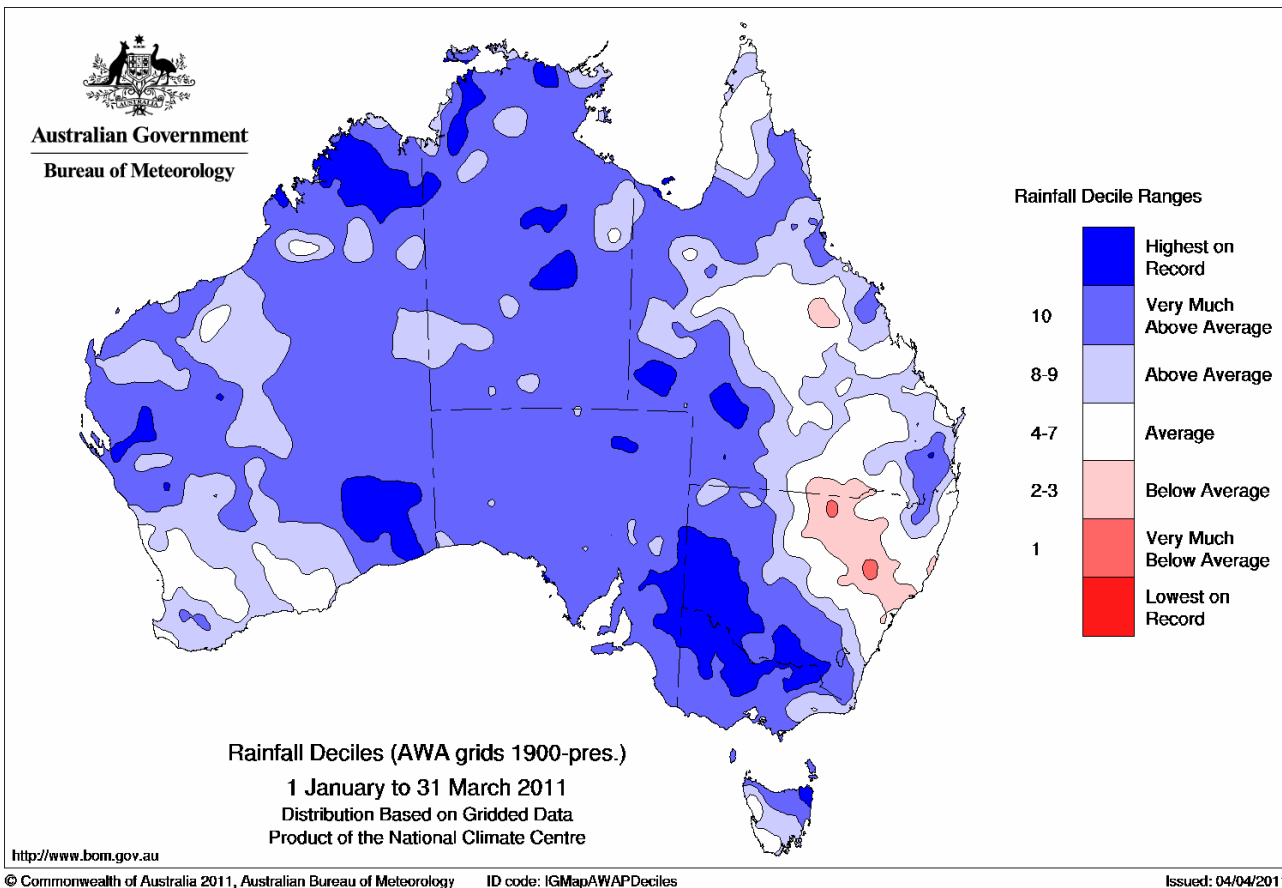 AUSTRALIA
Australian Government
Bureau of Meteorology
Rainfall Decile Ranges
Highest on
Record
10
Very Much
Above Average
8-9
Above Average
4-7
Average
2-3
Below Average
1
Very Much
Below Average
Lowest on
Record
Rainfall Deciles (AWA grids 1900-pres.)
1 January to 31 March 2011
Distribution Based on Gridded Data
Product of the National Climate Centre
http://www.bom.gov.au
© Commonwealth of Australia 2011, Australian Bureau of Meteorology
ID code: IGMapAWAPDeciles
Issued: 04/04/201